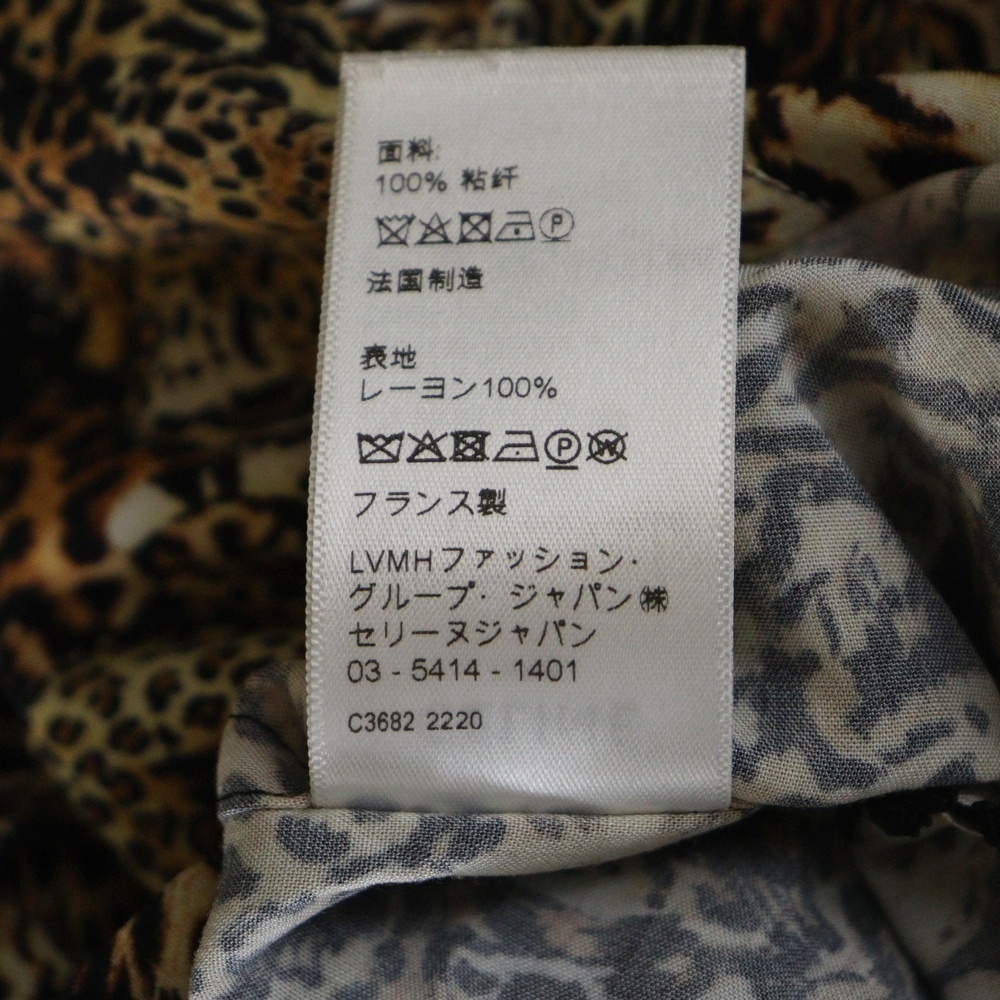 面料:
100% 粘纤
P
法国制造
表地
レーヨン100%
P W
フランス製
LVMHファッション·
グループ· ジャパン㈱
セリーヌジャパン
03 - 5414 - 1401
C3682 2220